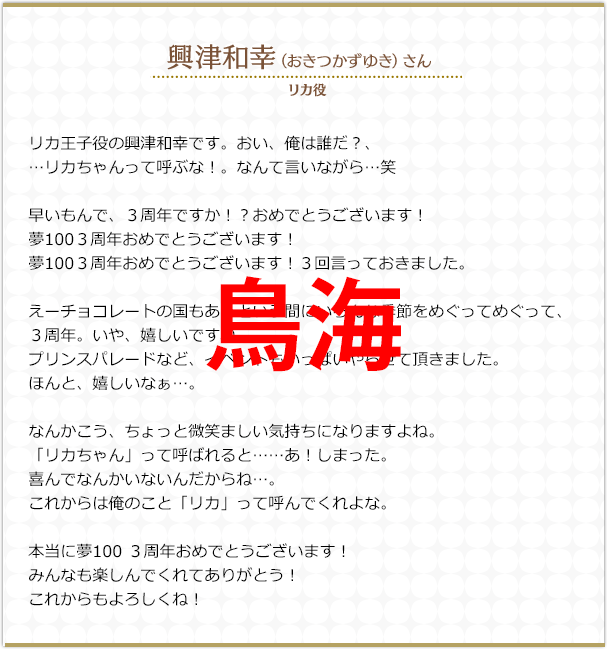 興津和幸（おきつかずゆき）さん
リカ役
リカ王子役の興津和幸です。おい、俺は誰だ？、
…リカちゃんって呼ぶな！。なんて言いながら…笑
早いもんで、３周年ですか！？おめでとうございます！
夢100３周年おめでとうございます！
夢100３周年おめでとうございます！３回言っておきました。
えーチョコレートの国もあ
間に
季節をめぐってめぐって、
３周年。いや、嬉しいです
プリンスパレードなど、イベン
っぱいや
せて頂きました。
ほんと、嬉しいなぁ…。
鳥海
なんかこう、ちょっと微笑ましい気持ちになりますよね。
「リカちゃん」って呼ばれると……あ！しまった。
喜んでなんかいないんだからね…。
これからは俺のこと「リカ」って呼んでくれよな。
本当に夢100 ３周年おめでとうございます！
みんなも楽しんでくれてありがとう！
これからもよろしくね！